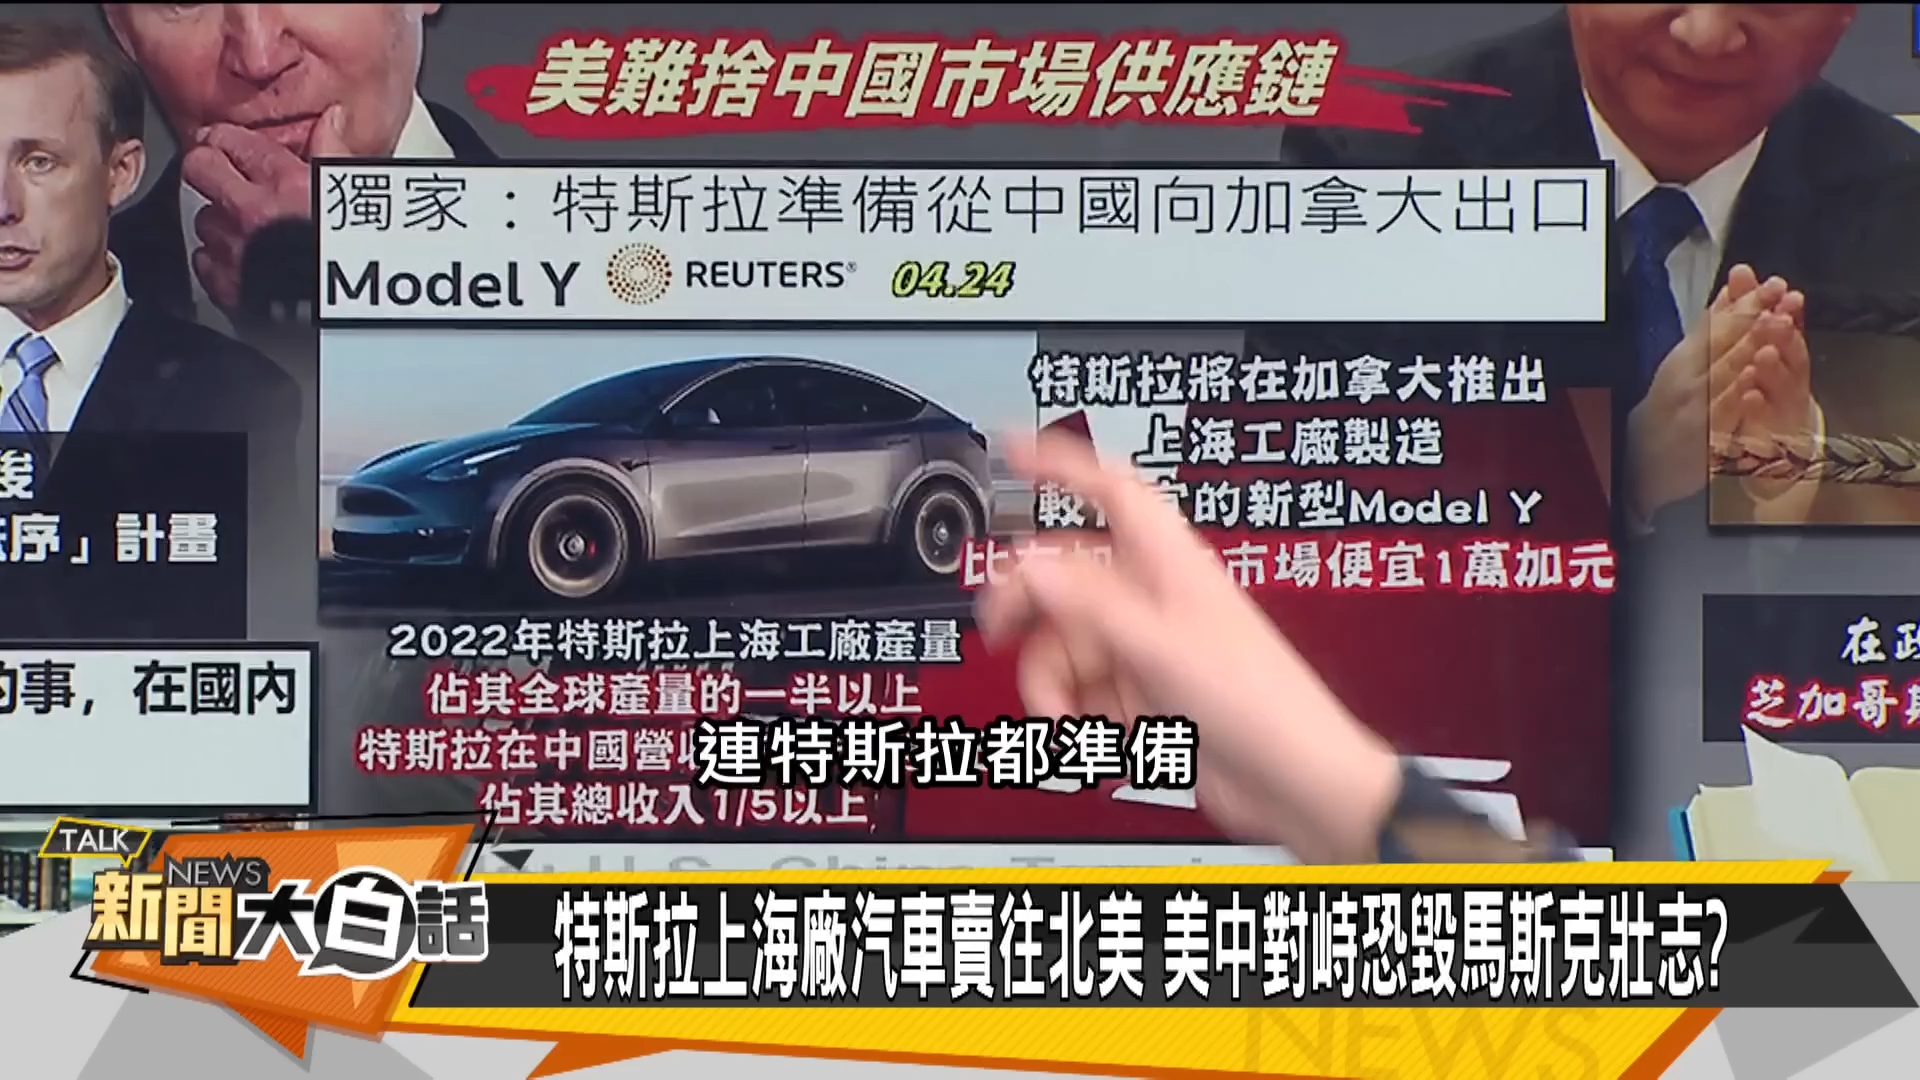 美難捨中國市場供應鏈
獨家：特斯拉準備從中國向加拿大出口
Model Y REUTERS 04.24
特斯拉將在加拿大推出
上海工廠製造
較 的新型Model Y
比 市場便宜1萬加元
2022年特斯拉上海工廠產量
佔其全球產量的一半以上
特斯拉在中國營收
佔其總收入1/5以上
後
序」計畫
的事，在國內
在政
芝加哥
連特斯拉都準備
TALK
NEWS
新聞大白話
特斯拉上海廠汽車賣往北美 美中對峙恐毀馬斯克壯志?
NEWS